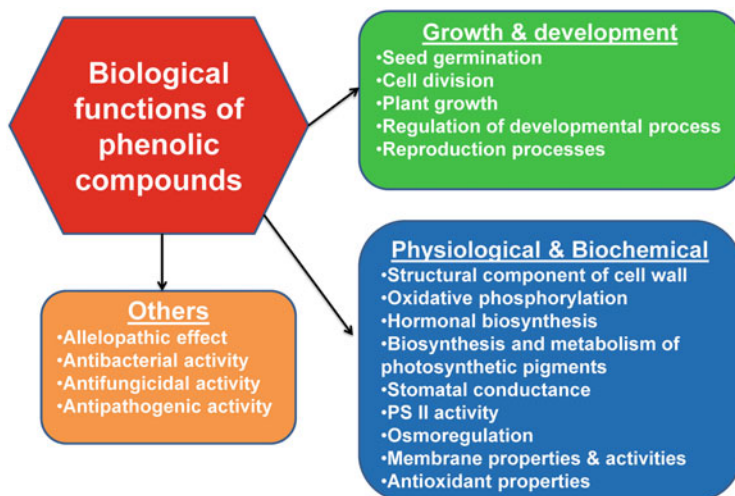 Biological
functions of
phenolic
compounds
Growth & development
•Seed germination
•Cell division
•Plant growth
•Regulation of developmental process
•Reproduction processes
Others
•Allelopathic effect
•Antibacterial activity
•Antifungicidal activity
•Antipathogenic activity
Physiological & Biochemical
•Structural component of cell wall
•Oxidative phosphorylation
•Hormonal biosynthesis
•Biosynthesis and metabolism of
photosynthetic pigments
•Stomatal conductance
•PS II activity
•Osmoregulation
•Membrane properties & activities
•Antioxidant properties